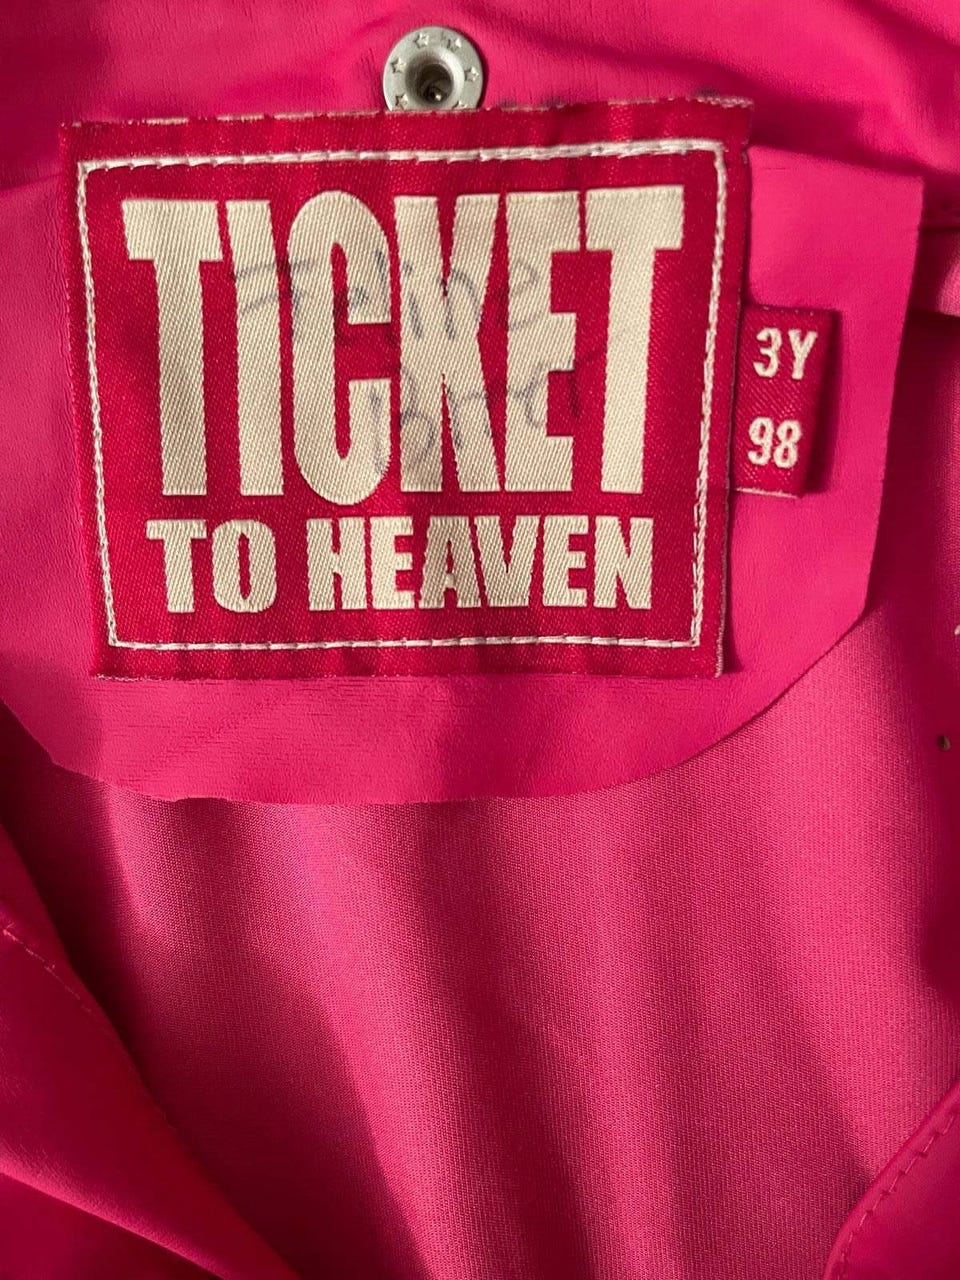 TICKET
TO HEAVEN
3Y
98